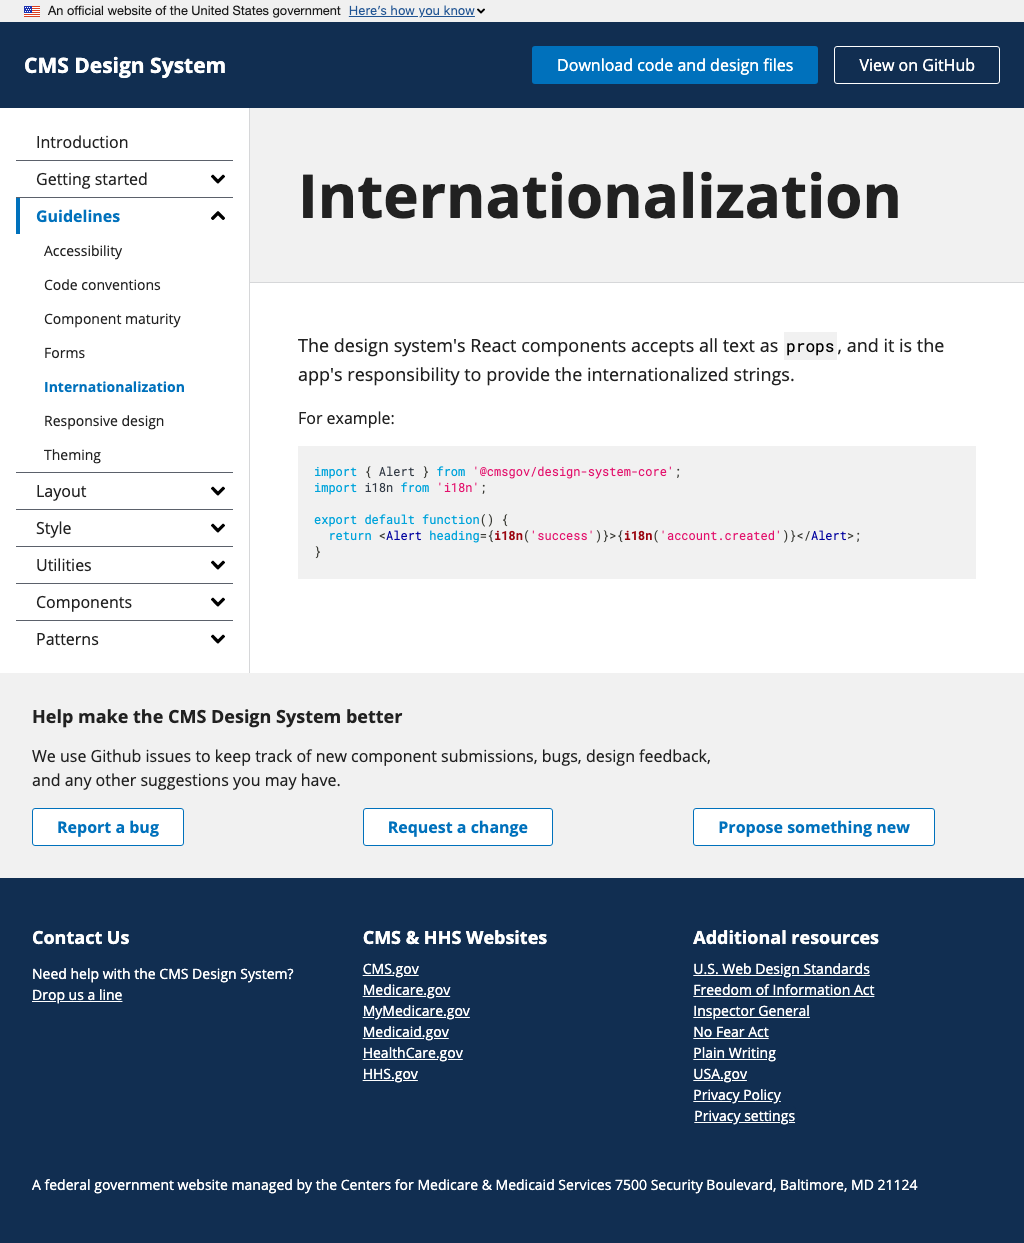 An official website of the United States government Here's how you know
CMS Design System
Download code and design files
View on GitHub
Introduction
Getting started
Guidelines
Accessibility
Code conventions
Component maturity
Forms
Internationalization
Responsive design
Theming
Layout
Style
Utilities
Components
Patterns
Internationalization
The design system's React components accepts all text as props, and it is the
app's responsibility to provide the internationalized strings.
For example:
import { Alert } from '@cmsgov/design-system-core';
import i18n from 'i18n';
export default function() {
  return <Alert heading={i18n('success')}>{i18n('account.created')}</Alert>;
}
Help make the CMS Design System better
We use Github issues to keep track of new component submissions, bugs, design feedback,
and any other suggestions you may have.
Report a bug
Request a change
Propose something new
Contact Us
Need help with the CMS Design System?
Drop us a line
CMS & HHS Websites
CMS.gov
Medicare.gov
MyMedicare.gov
Medicaid.gov
HealthCare.gov
HHS.gov
Additional resources
U.S. Web Design Standards
Freedom of Information Act
Inspector General
No Fear Act
Plain Writing
USA.gov
Privacy Policy
Privacy settings
A federal government website managed by the Centers for Medicare & Medicaid Services 7500 Security Boulevard, Baltimore, MD 21124